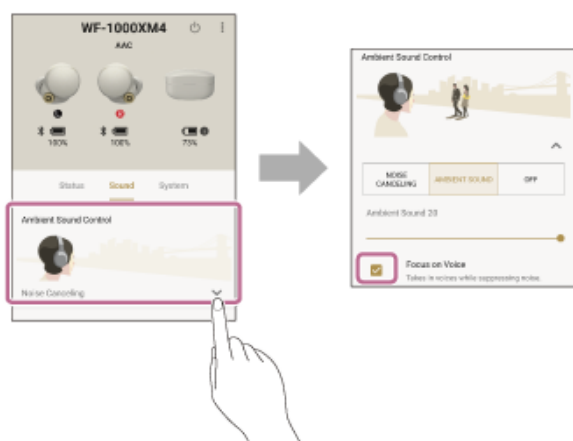 WF-1000XM4
AAC
L
R
100%
100%
75%
Status Sound System
Ambient Sound Control
Noise Canceling
Ambient Sound Control
NOISE
CANCELING
AMBIENT SOUND
OFF
Ambient Sound 20
Focus on Voice
Takes in voices while suppressing noise.